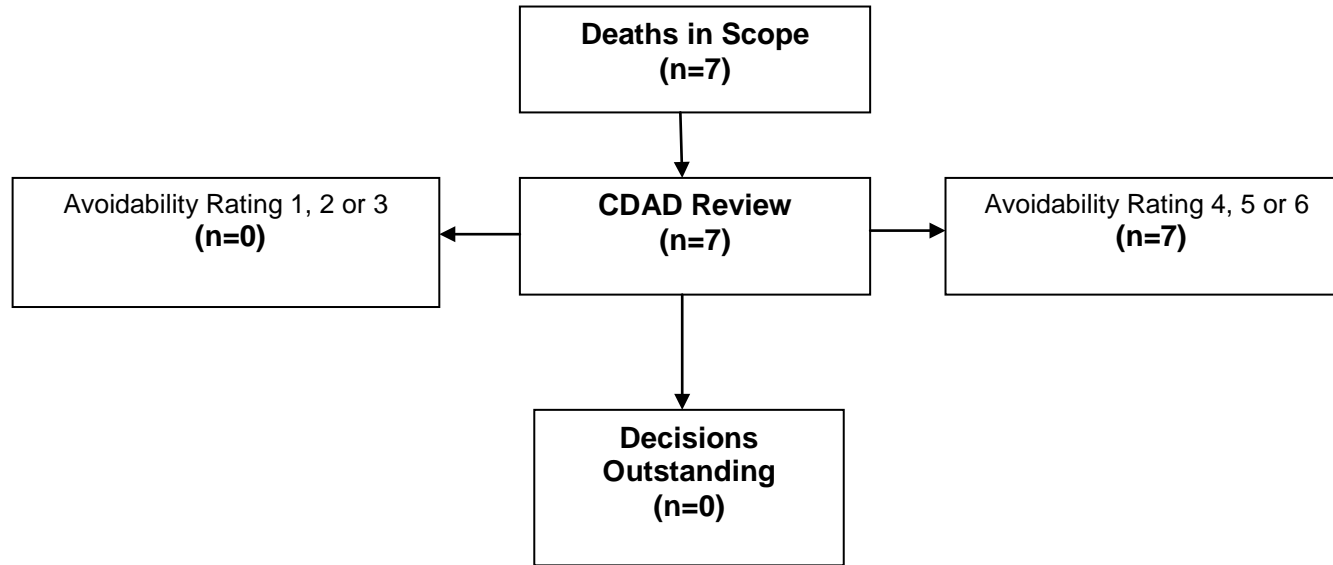 Deaths in Scope
(n=7)
Avoidability Rating 1, 2 or 3
(n=0)
CDAD Review
(n=7)
Avoidability Rating 4, 5 or 6
(n=7)
Decisions
Outstanding
(n=0)